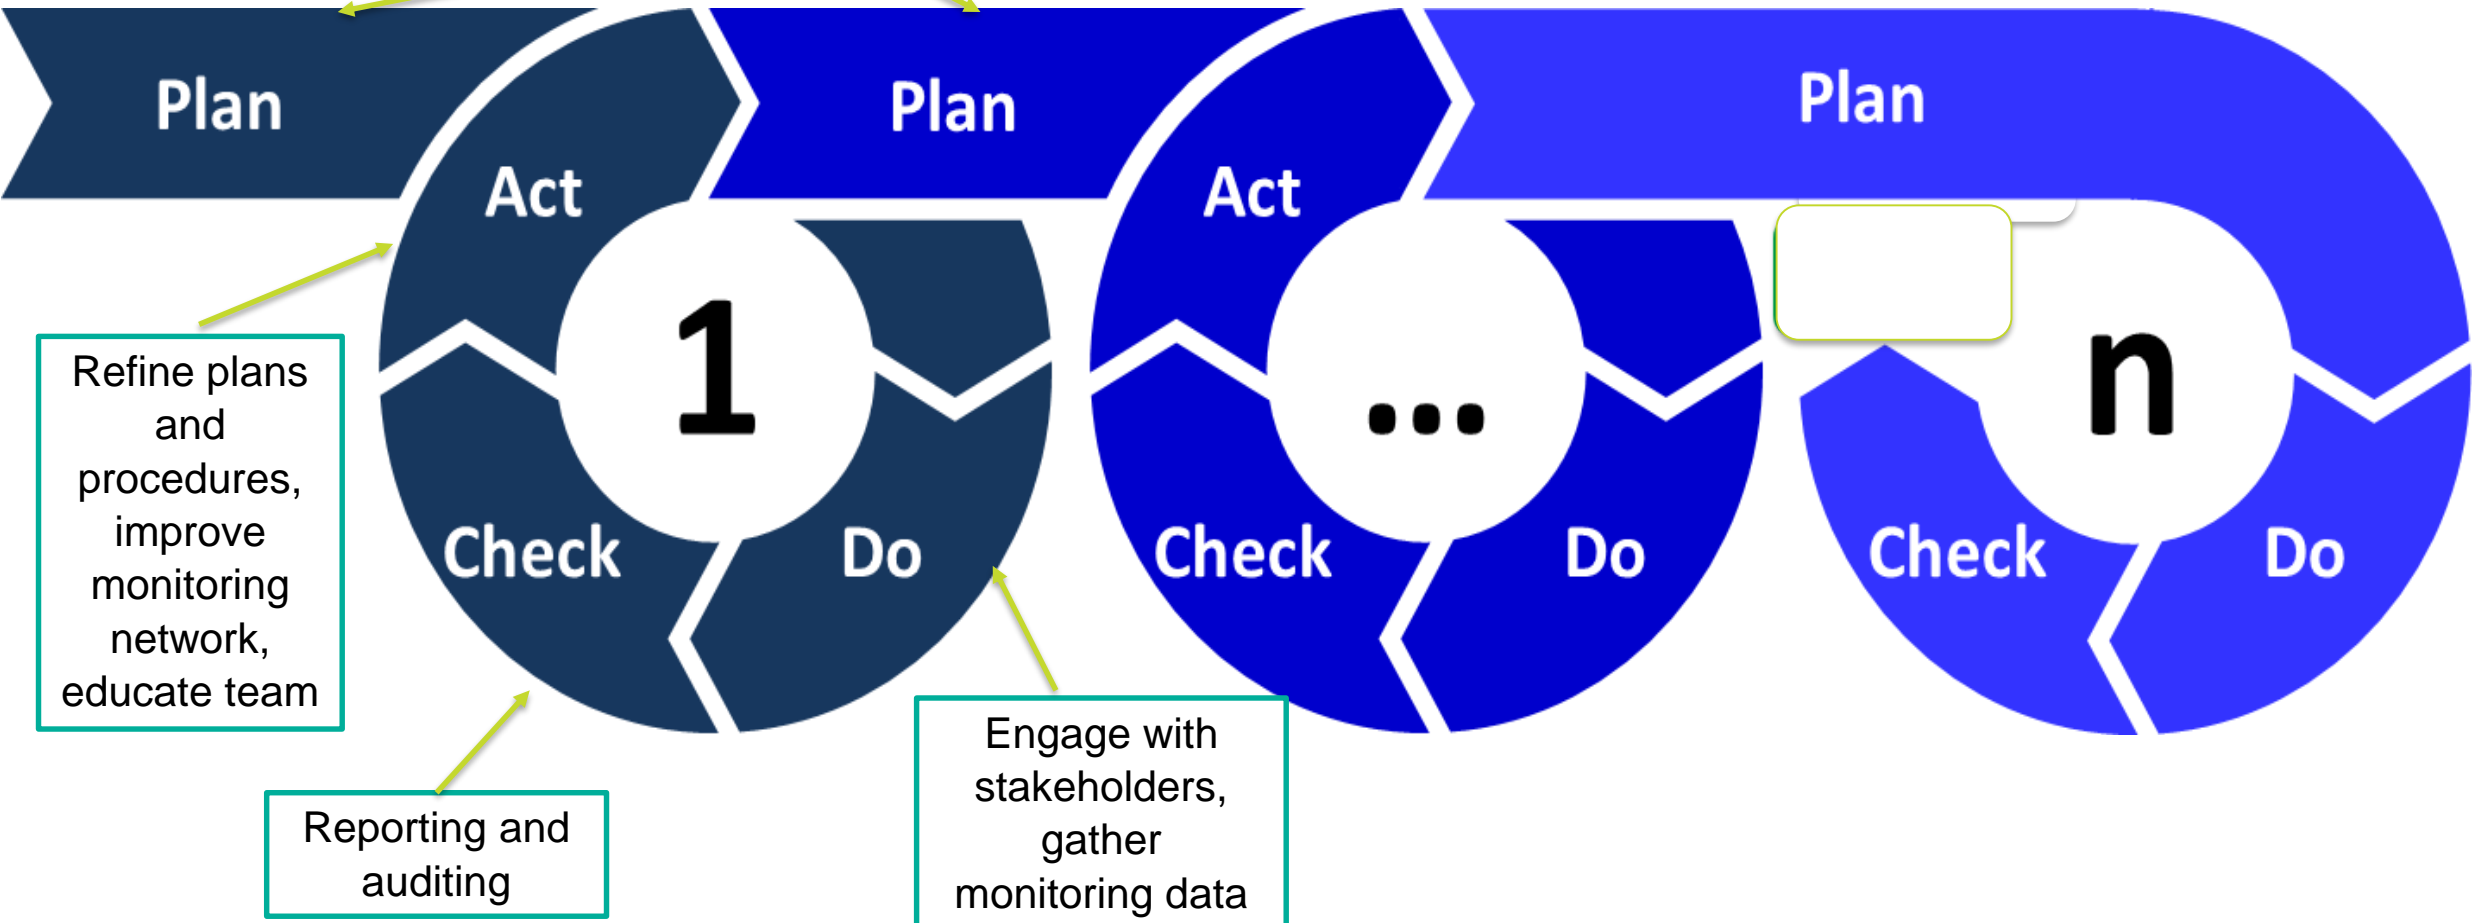 Plan
Plan
Plan
Act
Act
1
...
n
Check
Do
Check
Do
Check
Do
Refine plans
and
procedures,
improve
monitoring
network,
educate team
Reporting and
auditing
Engage with
stakeholders,
gather
monitoring data